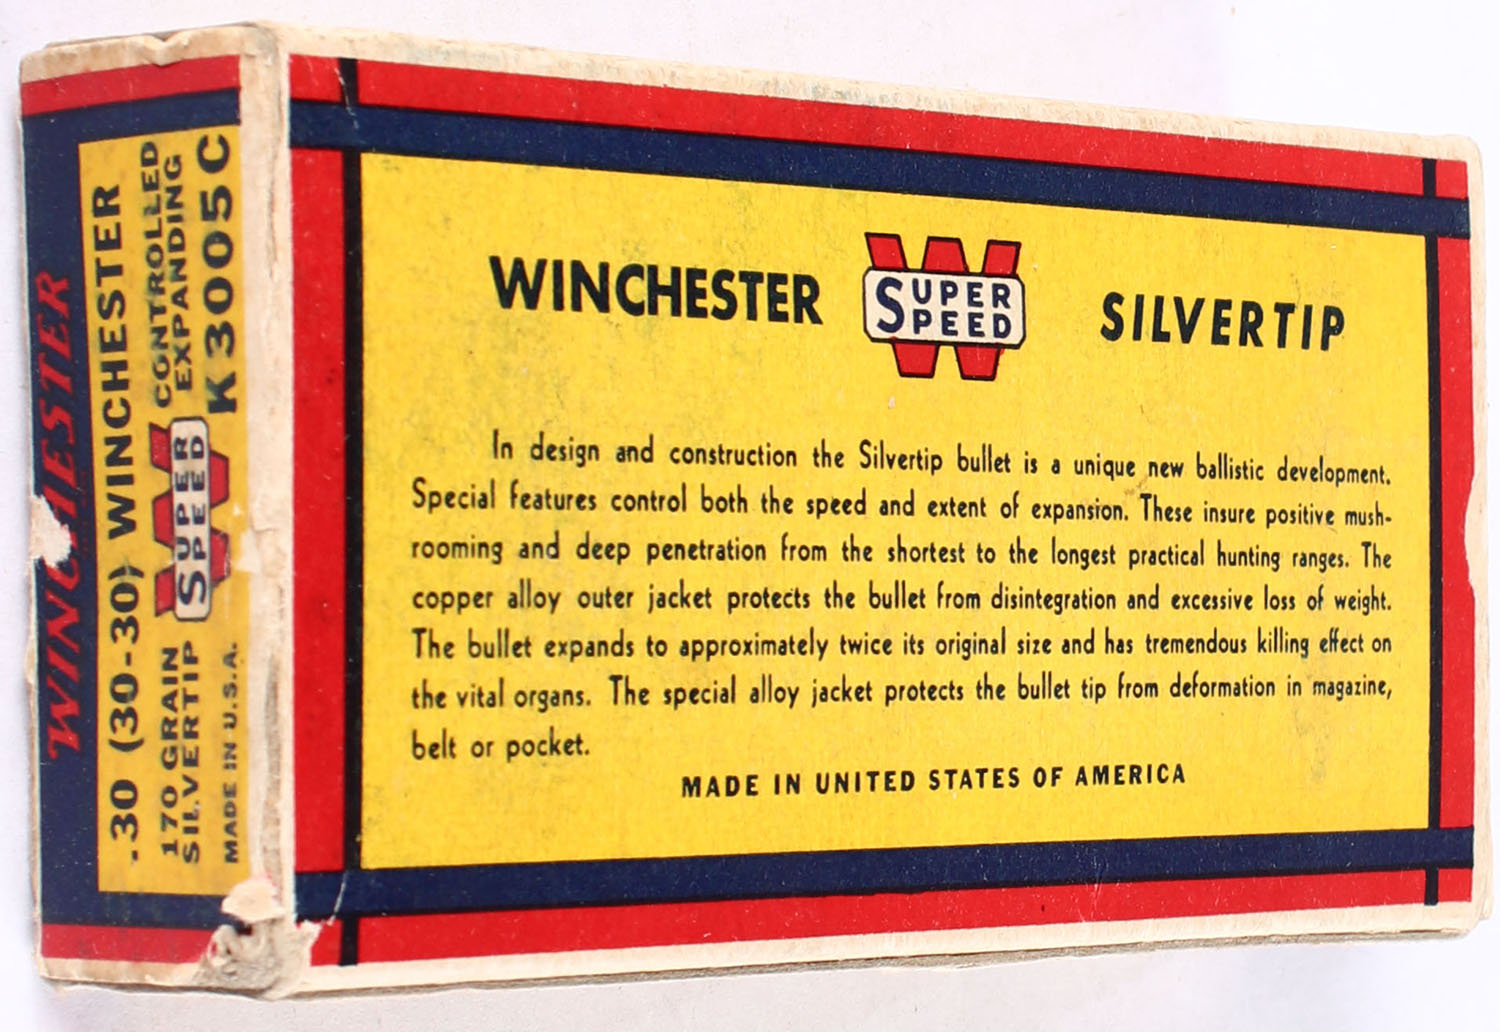 WINCHESTER
.30 (30-30) WINCHESTER
170 GRAIN
SILVERTIP
SUPER
SPEED
CONTROLLED
EXPANDING
MADE IN U.S.A.
K3005C
WINCHESTER SUPER SPEED SILVERTIP
In design and construction the Silvertip bullet is a unique new ballistic development.
Special features control both the speed and extent of expansion. These insure positive mush-
rooming and deep penetration from the shortest to the longest practical hunting ranges. The
copper alloy outer jacket protects the bullet from disintegration and excessive loss of weight.
The bullet expands to approximately twice its original size and has tremendous killing effect on
the vital organs. The special alloy jacket protects the bullet tip from deformation in magazine,
belt or pocket.
MADE IN UNITED STATES OF AMERICA